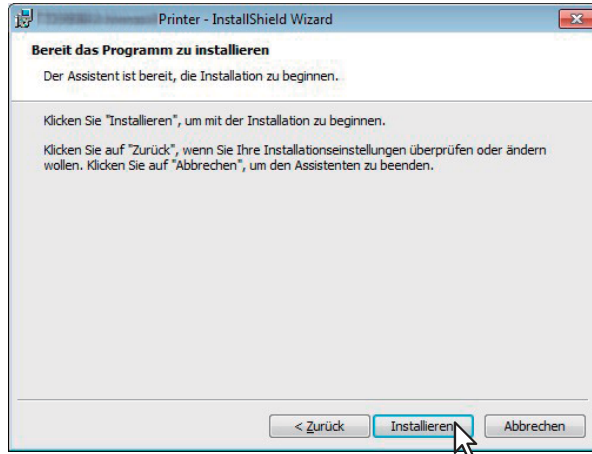 Printer - InstallShield Wizard
Bereit das Programm zu installieren
Der Assistent ist bereit, die Installation zu beginnen.
Klicken Sie "Installieren", um mit der Installation zu beginnen.
Klicken Sie auf "Zurück", wenn Sie Ihre Installationseinstellungen überprüfen oder ändern
wollen. Klicken Sie auf "Abbrechen", um den Assistenten zu beenden.
< Zurück Installieren Abbrechen